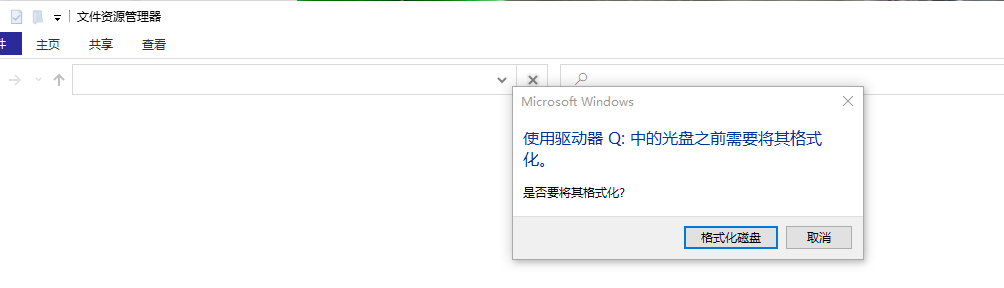 文件资源管理器
件
主页
共享
查看
Microsoft Windows
使用驱动器 Q: 中的光盘之前需要将其格式
化。
是否要将其格式化?
格式化磁盘
取消